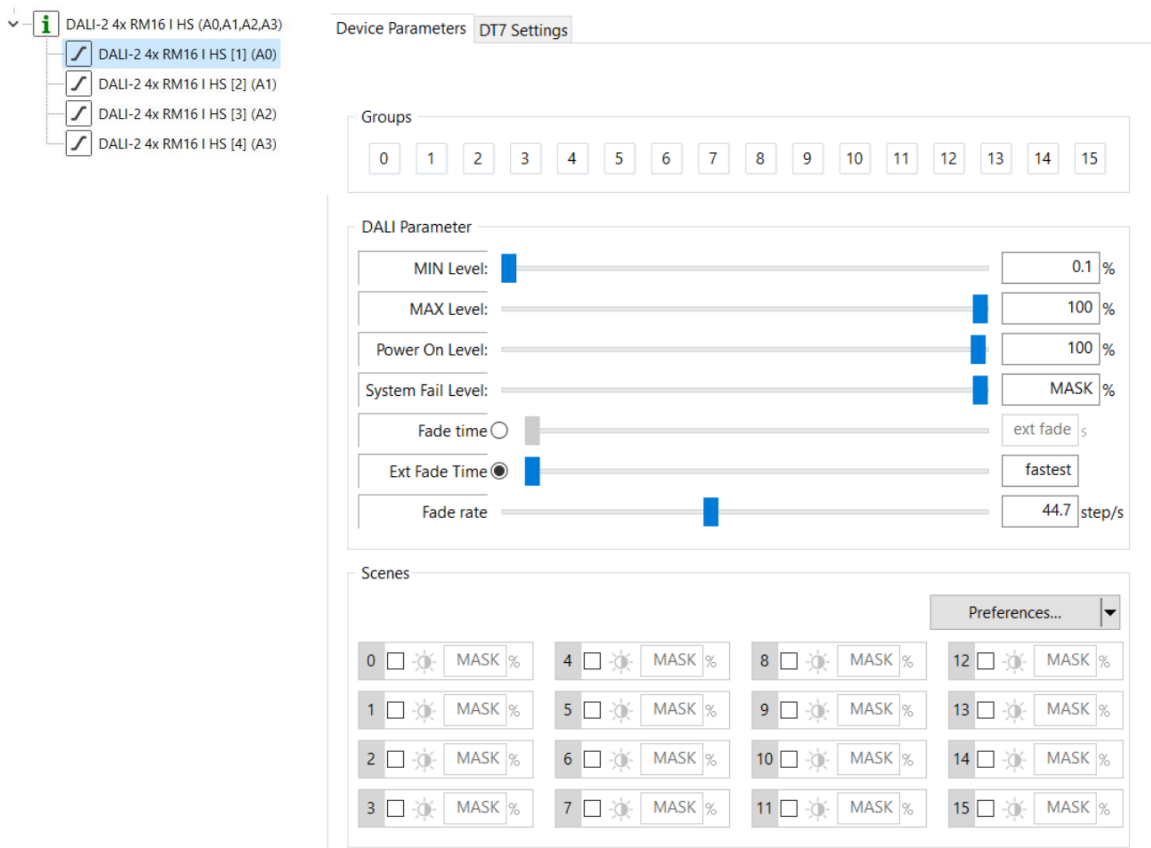 DALI-2 4x RM16 I HS (A0,A1,A2,A3)
DALI-2 4x RM16 I HS [1] (A0)
DALI-2 4x RM16 I HS [2] (A1)
DALI-2 4x RM16 I HS [3] (A2)
DALI-2 4x RM16 I HS [4] (A3)
Device Parameters DT7 Settings
Groups
0 1 2 3 4 5 6 7 8 9 10 11 12 13 14 15
DALI Parameter
MIN Level: 0.1 %
MAX Level: 100 %
Power On Level: 100 %
System Fail Level: MASK %
Fade time ext fade s
Ext Fade Time fastest
Fade rate 44.7 step/s
Scenes
Preferences...
0 MASK % 4 MASK % 8 MASK % 12 MASK %
1 MASK % 5 MASK % 9 MASK % 13 MASK %
2 MASK % 6 MASK % 10 MASK % 14 MASK %
3 MASK % 7 MASK % 11 MASK % 15 MASK %